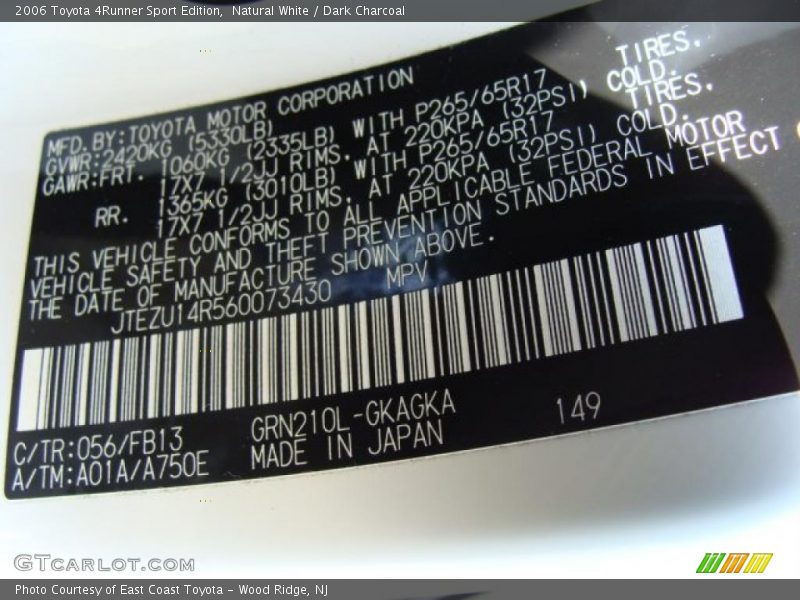 2006 Toyota 4Runner Sport Edition, Natural White / Dark Charcoal
MFD. BY: TOYOTA MOTOR CORPORATION
GVWR: 2420KG (5330LB)
GAWR: FRT. 1060KG (2335LB) WITH P265/65R17 TIRES,
17X7 1/2JJ RIMS, AT 220KPA (32PSI) COLD.
RR. 1365KG (3010LB) WITH P265/65R17 TIRES,
17X7 1/2JJ RIMS, AT 220KPA (32PSI) COLD.
THIS VEHICLE CONFORMS TO ALL APPLICABLE FEDERAL MOTOR
VEHICLE SAFETY AND THEFT PREVENTION STANDARDS IN EFFECT
THE DATE OF MANUFACTURE SHOWN ABOVE.
JTEZU14R560073430 MPV
C/TR: 056/FB13 GRN210L-GKAGKA 149
A/TM: A01A/A750E MADE IN JAPAN
GTCARLOT.COM
Photo Courtesy of East Coast Toyota - Wood Ridge, NJ